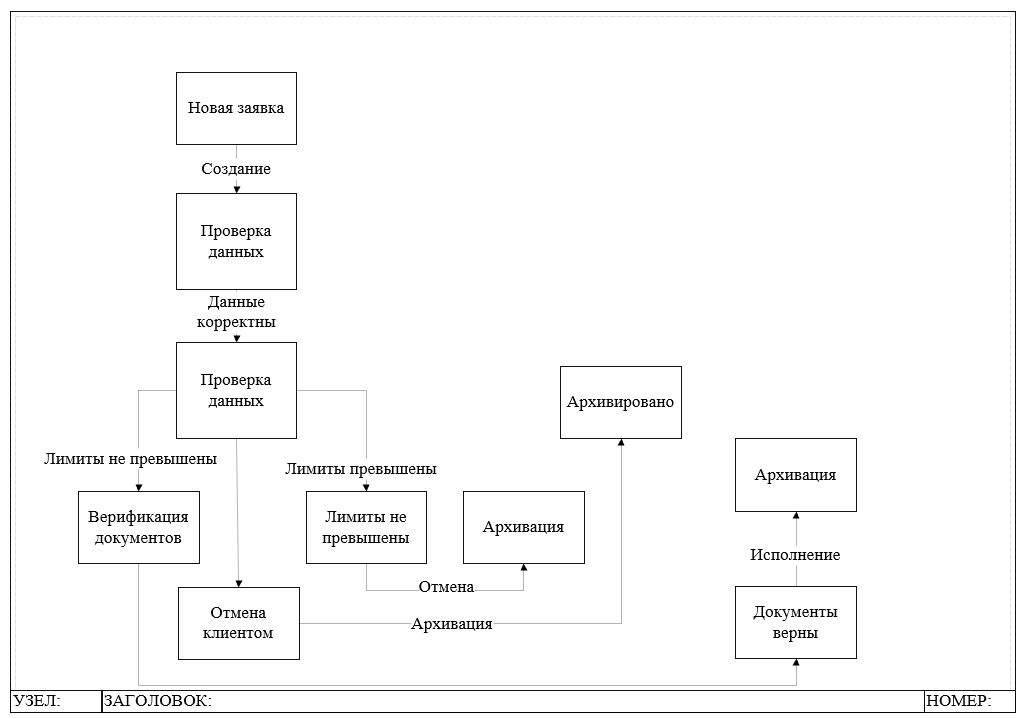 Новая заявка
Создание
Проверка
данных
Данные
корректны
Проверка
данных
Архивировано
Лимиты не превышены
Лимиты превышены
Архивация
Верификация
документов
Лимиты не
превышены
Архивация
Исполнение
Отмена
Отмена
клиентом
Архивация
Документы
верны
УЗЕЛ:
ЗАГОЛОВОК:
НОМЕР: